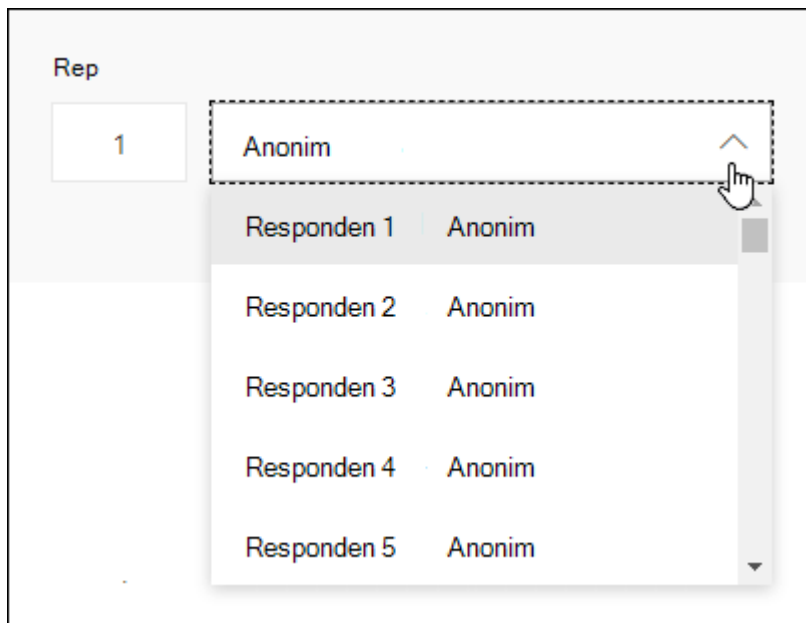 Rep
1 Anonim
Responden 1 Anonim
Responden 2 Anonim
Responden 3 Anonim
Responden 4 Anonim
Responden 5 Anonim